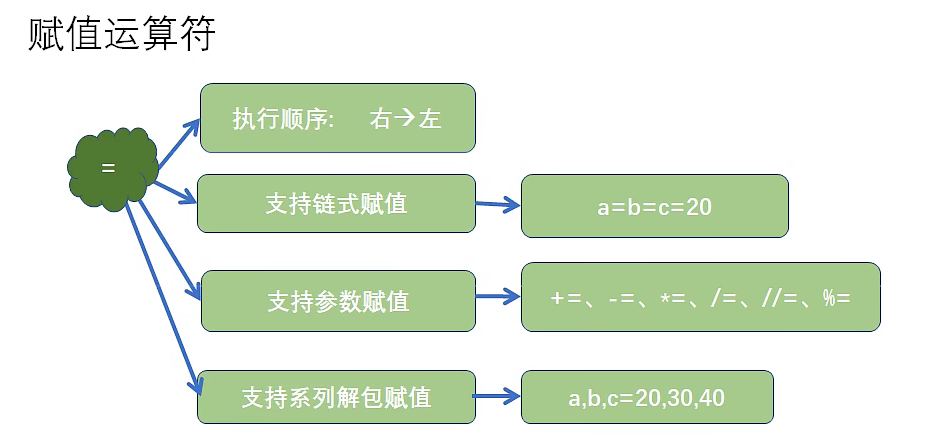 赋值运算符
=
执行顺序: 右→左
支持链式赋值
a=b=c=20
支持参数赋值
+=、-=、*=、/=、//=、%=
支持系列解包赋值
a,b,c=20,30,40